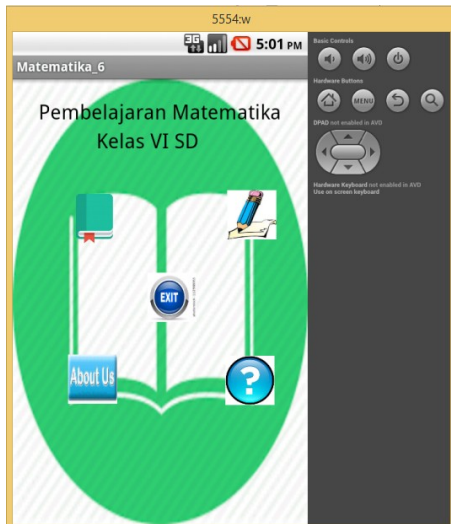 5554:w
3G 5:01 PM
Matematika_6
Pembelajaran Matematika
Kelas VI SD
EXIT
About Us
?
Basic Controls
Hardware Buttons
MENU
DPAD not enabled in AVD
Hardware Keyboard not enabled in AVD
Use on screen keyboard